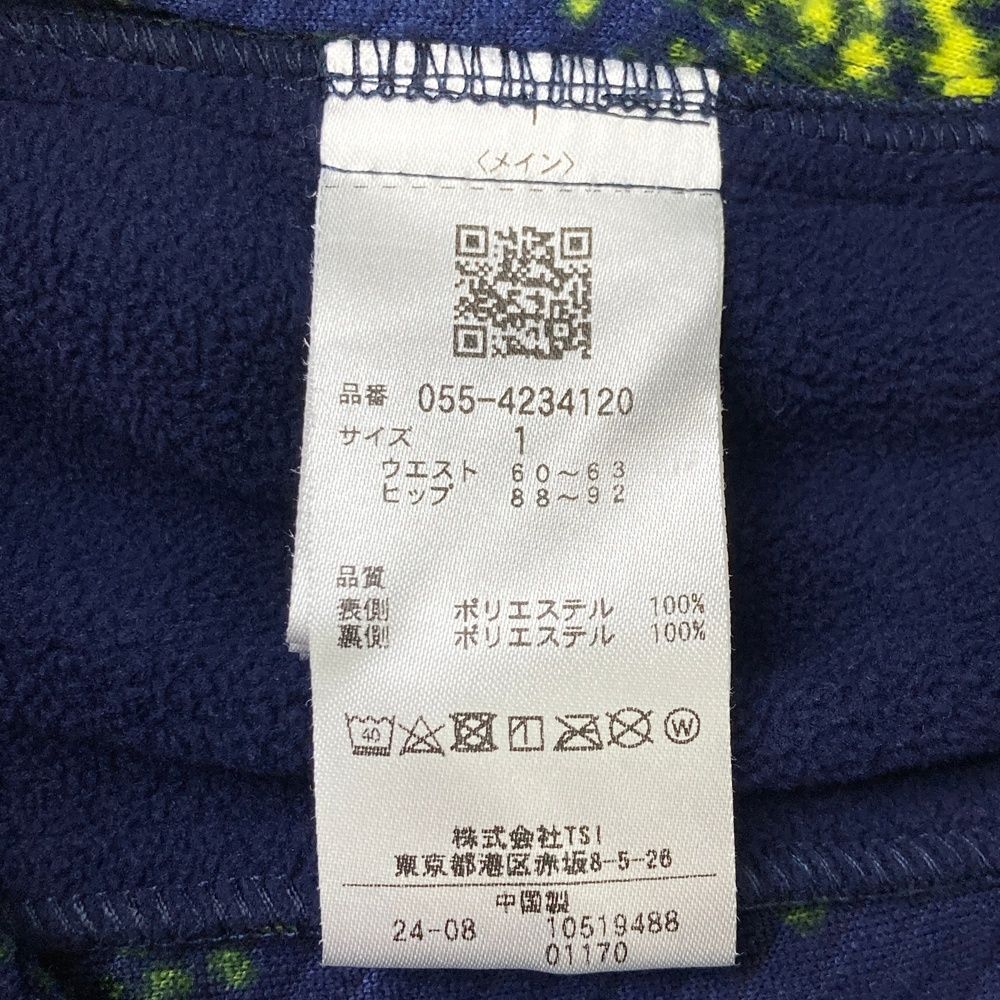 〈メイン〉
品番 055-4234120
サイズ 1
ウエスト 60～63
ヒップ 88～92
品質
表側 ポリエステル 100%
裏側 ポリエステル 100%
40 W
株式会社TSI
東京都港区赤坂8-5-26
中国製
24-08 10519488
01170